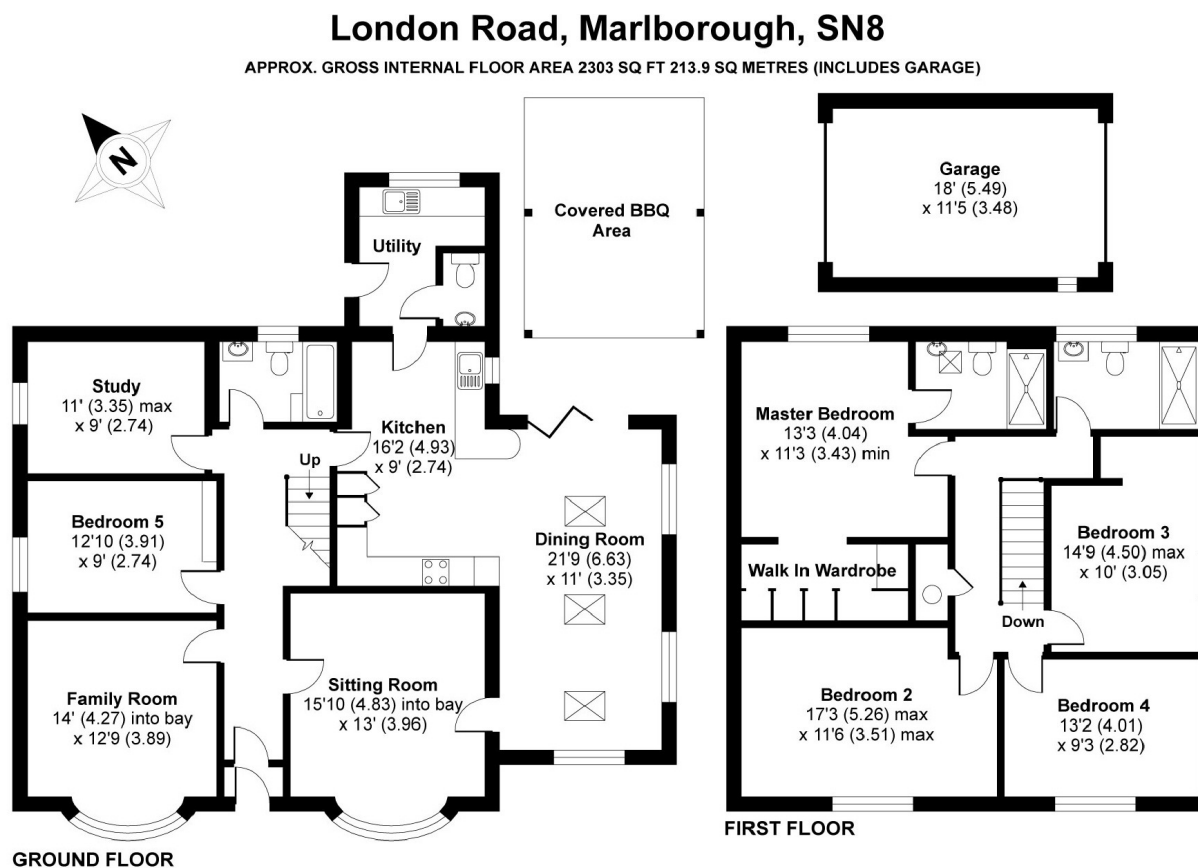 London Road, Marlborough, SN8
APPROX. GROSS INTERNAL FLOOR AREA 2303 SQ FT 213.9 SQ METRES (INCLUDES GARAGE)
N
Utility
Covered BBQ
Area
Garage
18' (5.49)
x 11'5 (3.48)
Study
11' (3.35) max
x 9' (2.74)
Kitchen
16'2 (4.93)
x 9' (2.74)
Up
Bedroom 5
12'10 (3.91)
x 9' (2.74)
Dining Room
21'9 (6.63)
x 11' (3.35)
Family Room
14' (4.27) into bay
x 12'9 (3.89)
Sitting Room
15'10 (4.83) into bay
x 13' (3.96)
GROUND FLOOR
Master Bedroom
13'3 (4.04)
x 11'3 (3.43) min
Bedroom 3
14'9 (4.50) max
x 10' (3.05)
Walk In Wardrobe
Down
Bedroom 2
17'3 (5.26) max
x 11'6 (3.51) max
Bedroom 4
13'2 (4.01)
x 9'3 (2.82)
FIRST FLOOR